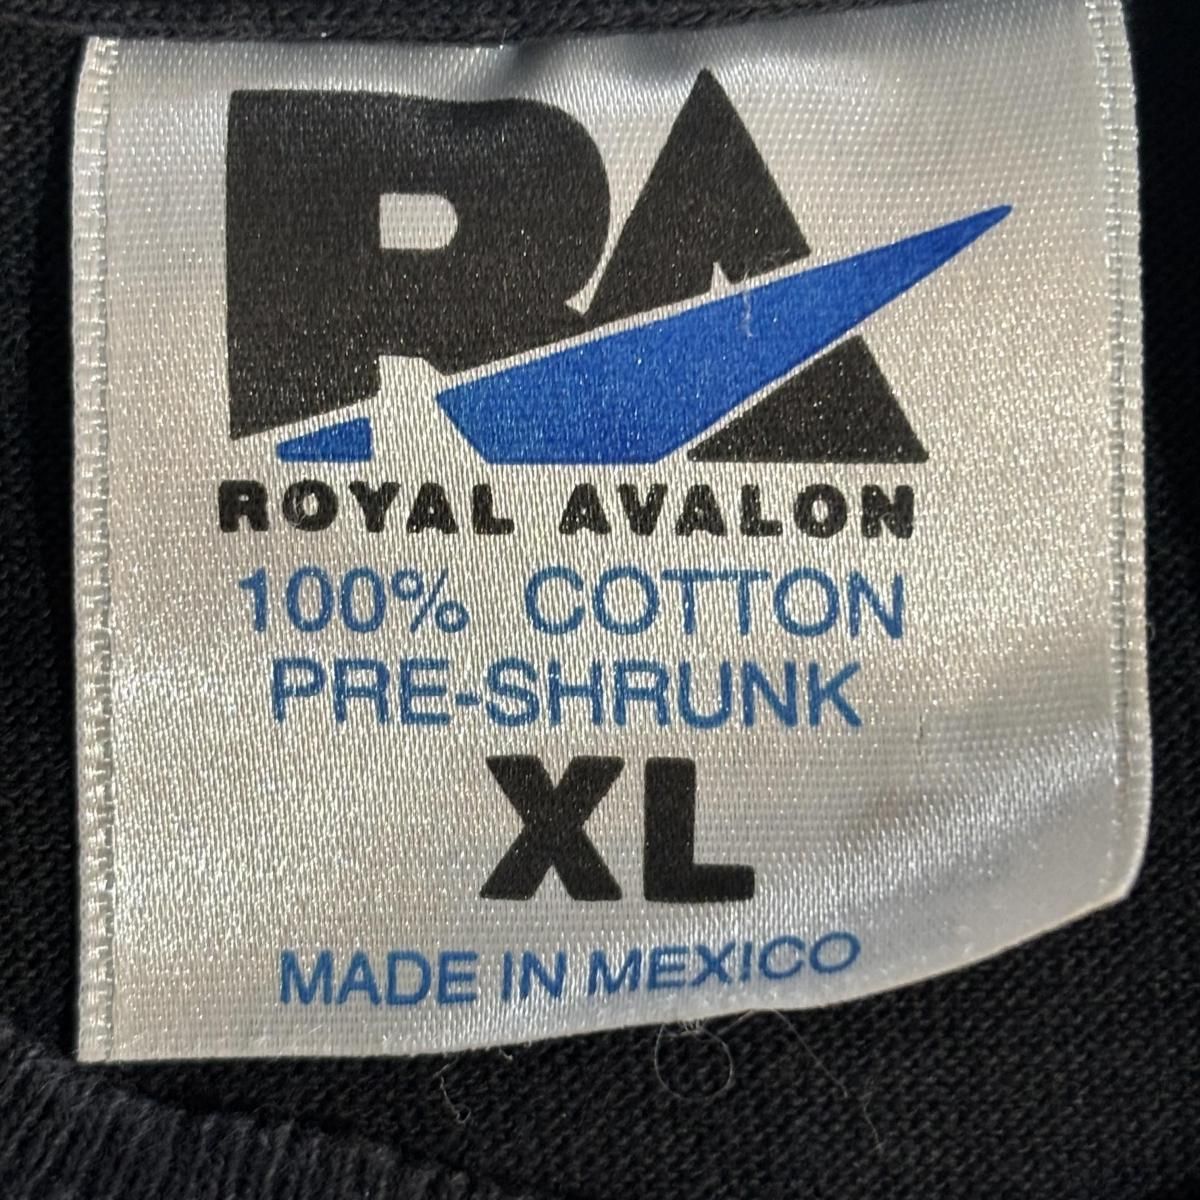 RA
ROYAL AVALON
100% COTTON
PRE-SHRUNK
XL
MADE IN MEXICO